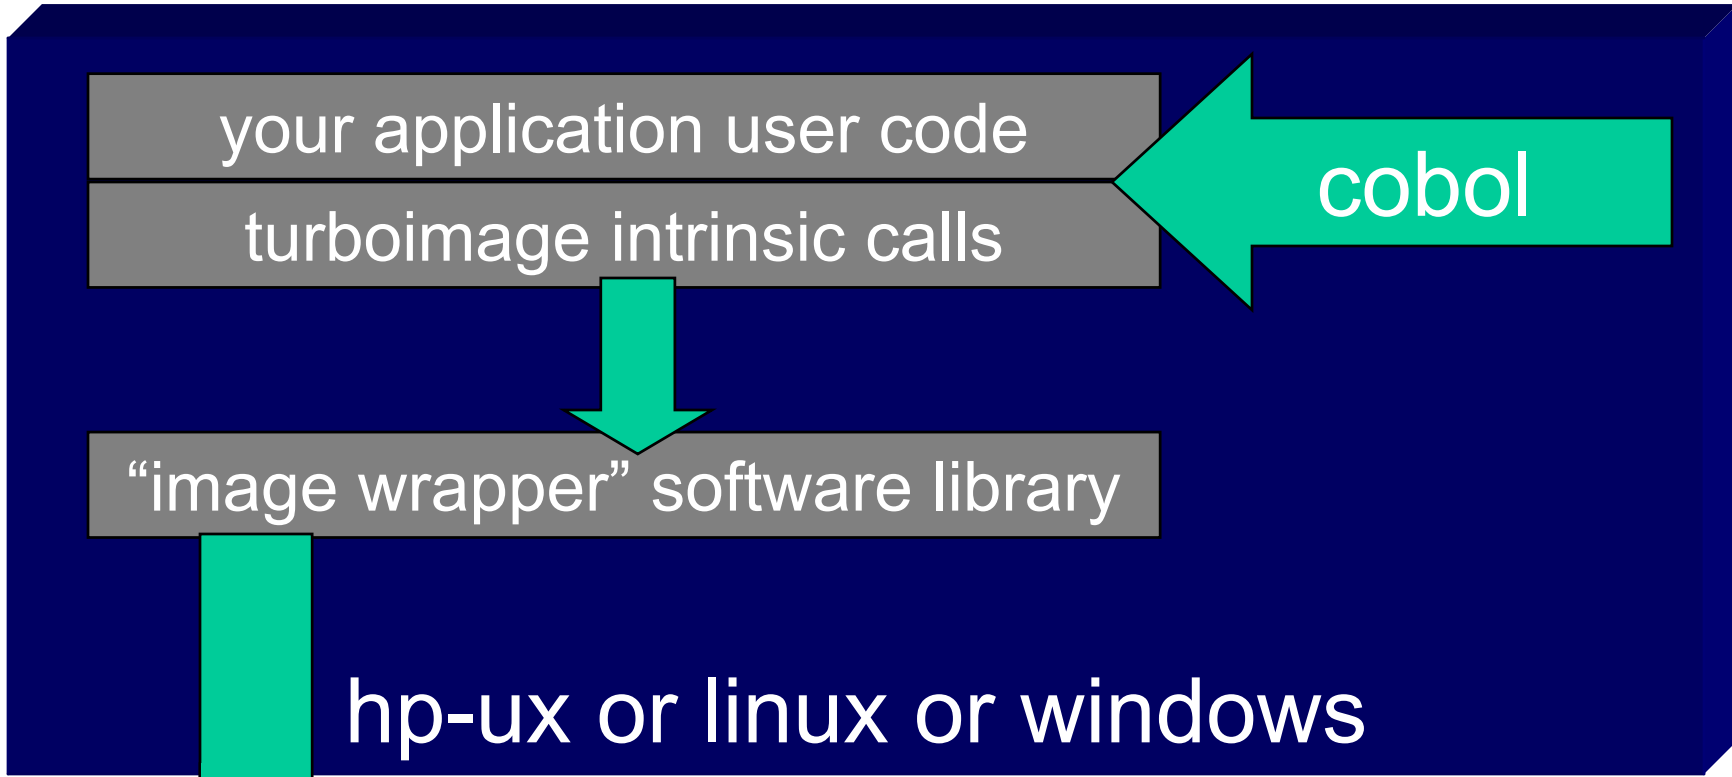 your application user code
cobol
turboimage intrinsic calls
“image wrapper” software library
hp-ux or linux or windows